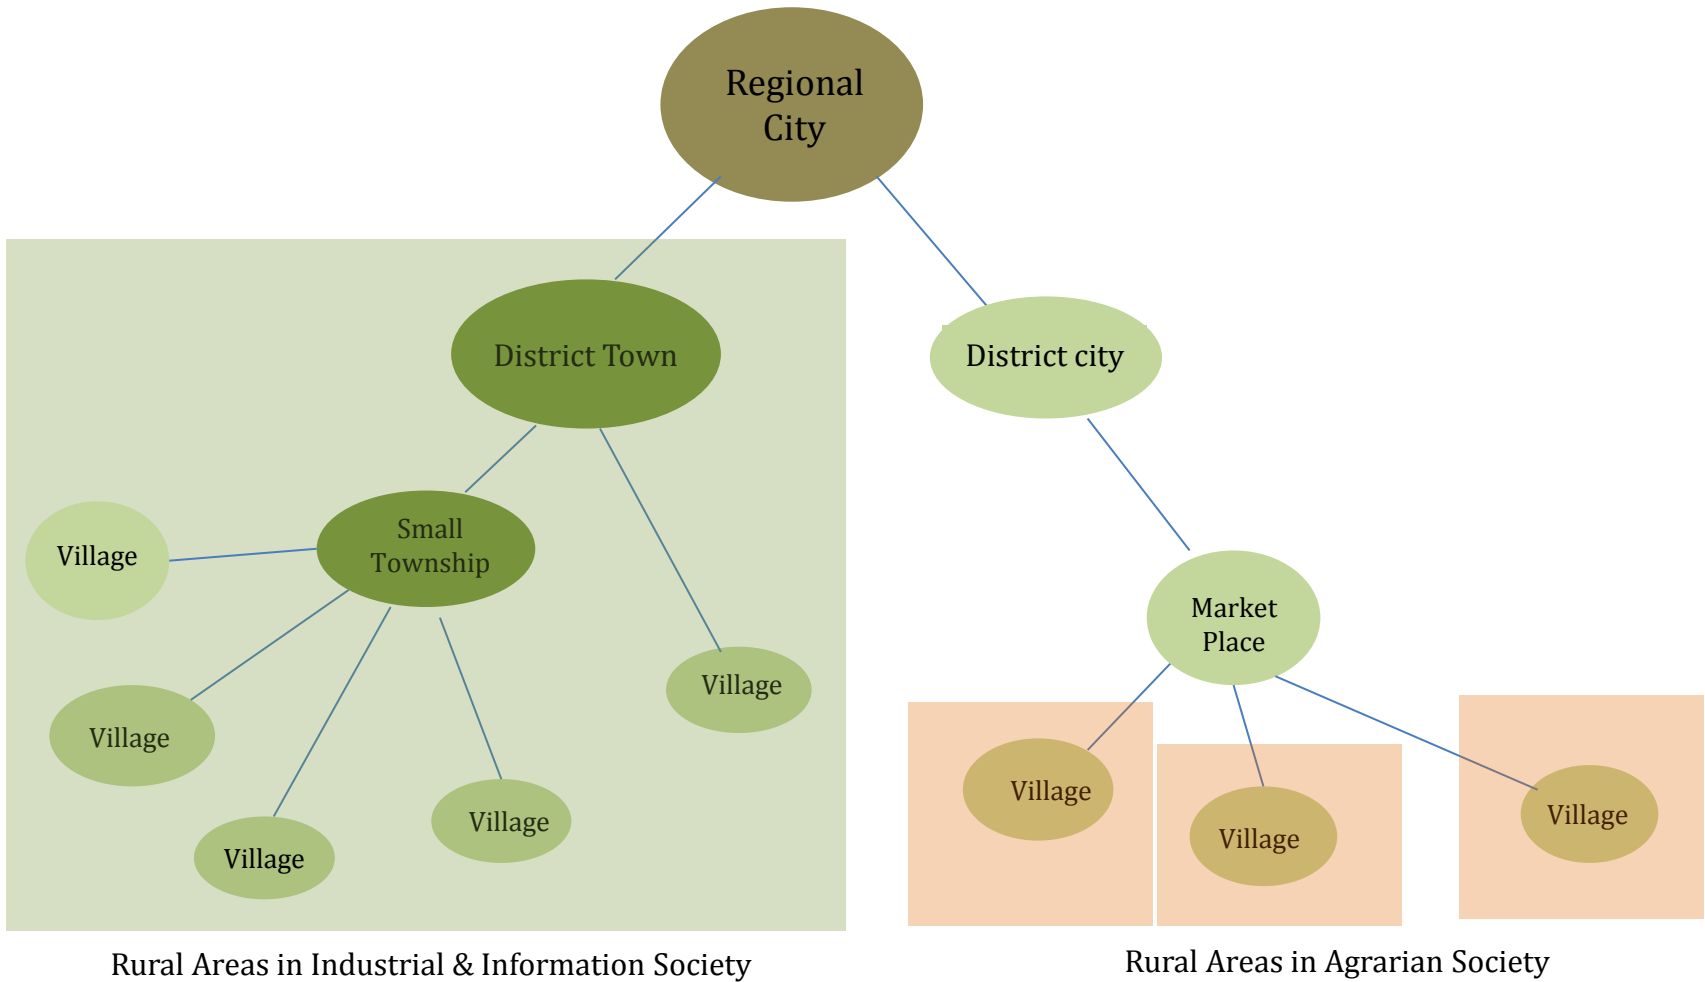 Regional
City
District Town
District city
Small
Township
Village
Village
Village
Village
Village
Market
Place
Village
Village
Village
Rural Areas in Industrial & Information Society
Rural Areas in Agrarian Society